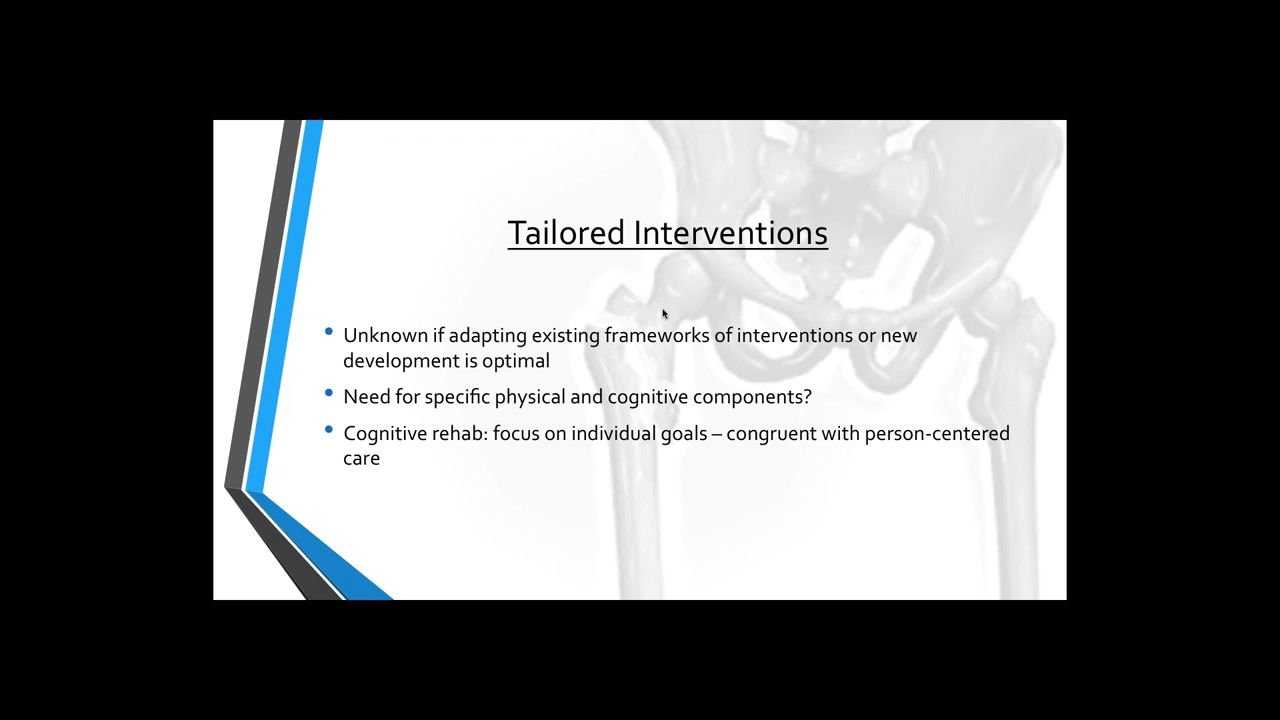 Tailored Interventions
• Unknown if adapting existing frameworks of interventions or new
development is optimal
• Need for specific physical and cognitive components?
• Cognitive rehab: focus on individual goals – congruent with person-centered
care